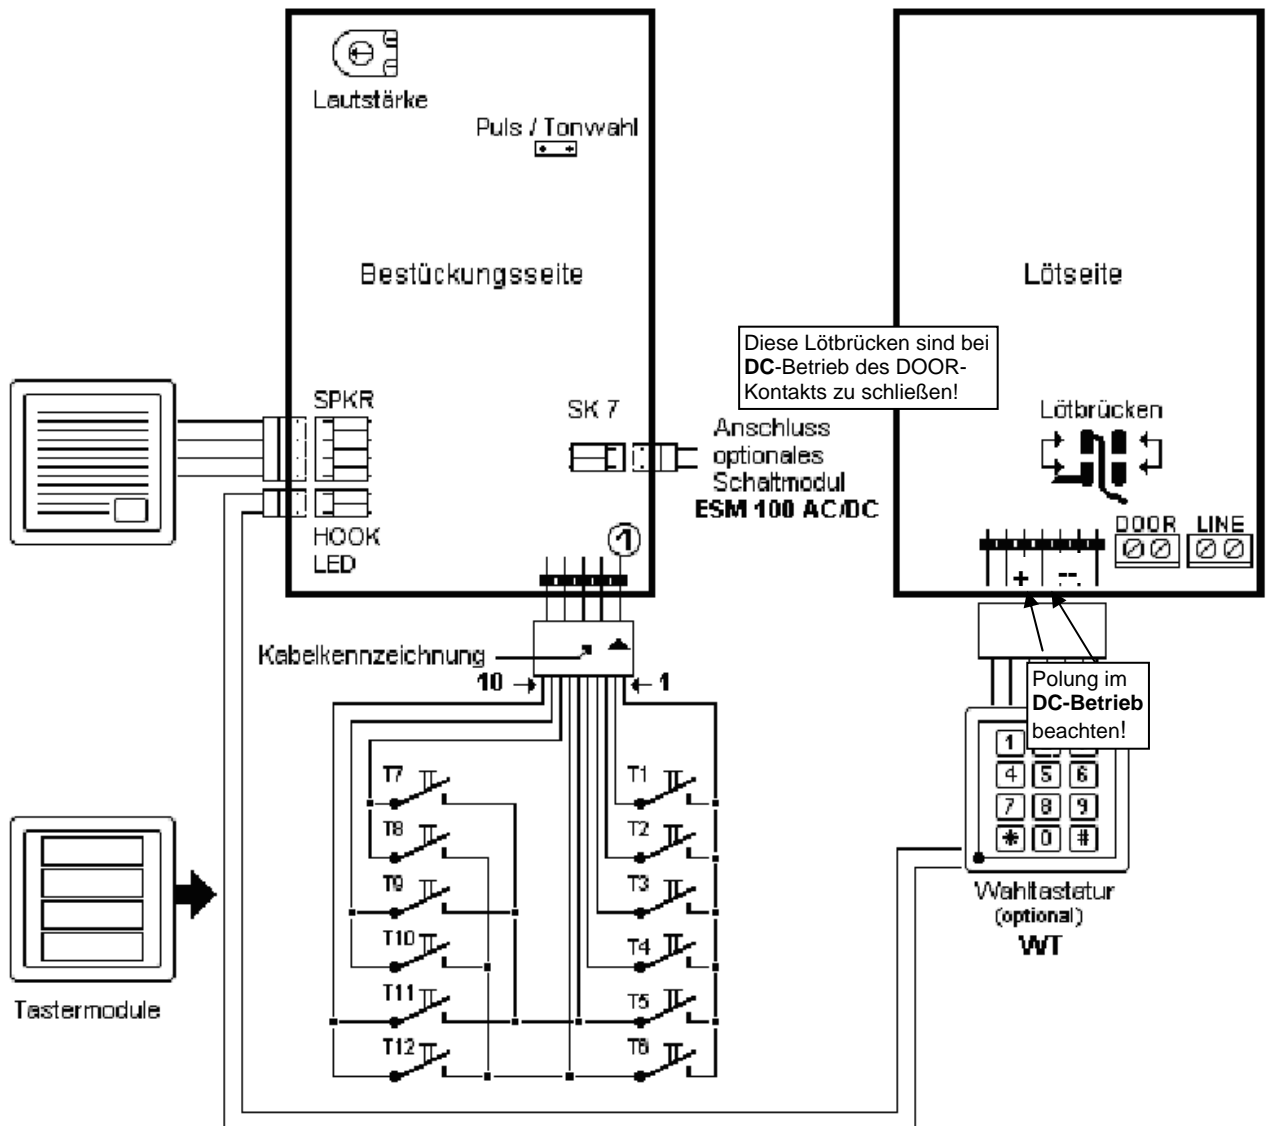 Lautstärke
Puls / Tonwahl
Bestückungsseite
Lötseite
Diese Lötbrücken sind bei
DC-Betrieb des DOOR-
Kontakts zu schließen!
SPKR
SK 7
Lötbrücken
Anschluss
optionales
Schaltmodul
ESM 100 AC/DC
HOOK
LED
1
DOOR LINE
+ --
Kabelkennzeichnung
10 1
Polung im
DC-Betrieb
beachten!
T7 T1
T8 T2
T9 T3
T10 T4
T11 T5
T12 T6
1
4 5 6
7 8 9
* 0 #
Wahltastatur
(optional)
WT
Tastermodule